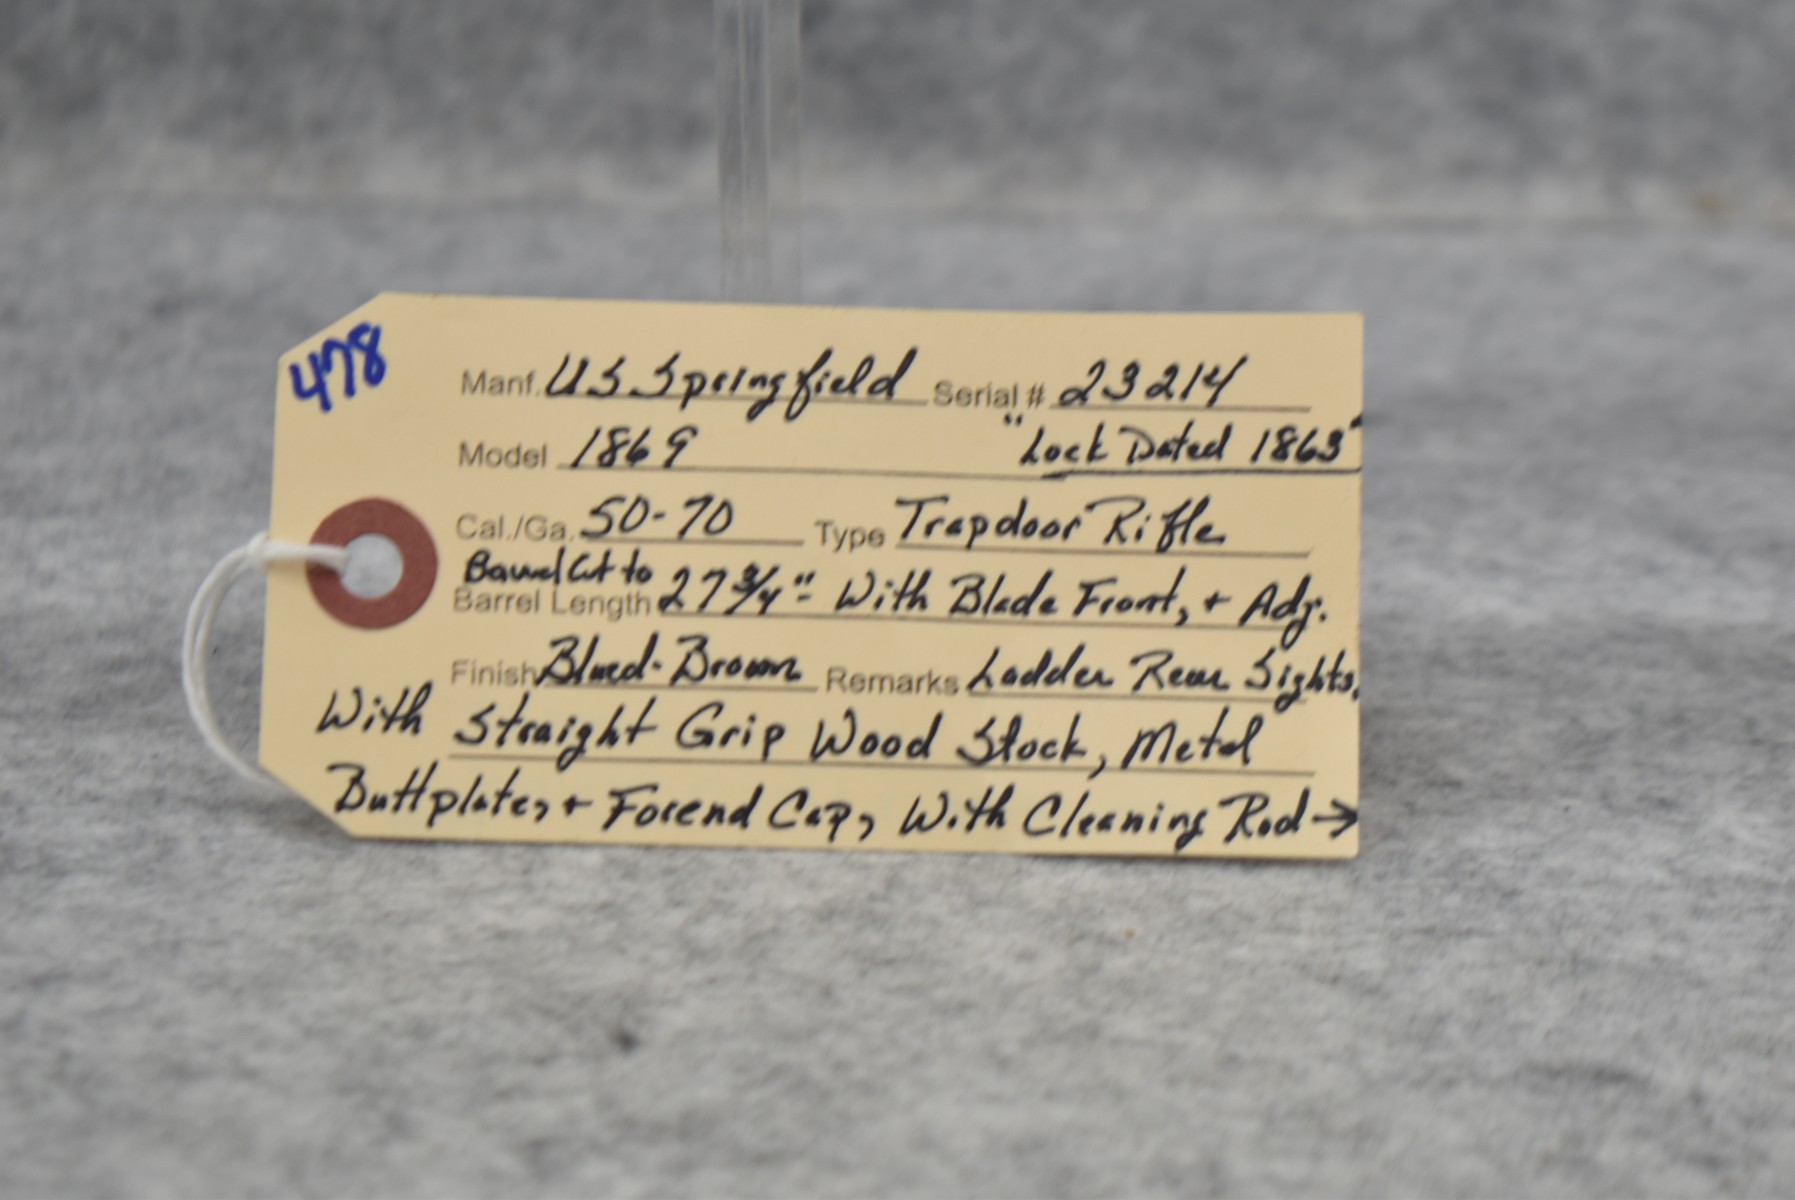 478
Manf. US Springfield Serial # 23214
Model 1869 "Lock Dated 1863"
Cal./Ga. 50-70 Type Trapdoor Rifle
Barrel Cut to
Barrel Length 27 3/4" - With Blade Front, + Adj.
Finish Blued-Brown Remarks Ladder Rear Sights,
With Straight Grip Wood Stock, Metal
Buttplate, + Forend Cap, With Cleaning Rod →